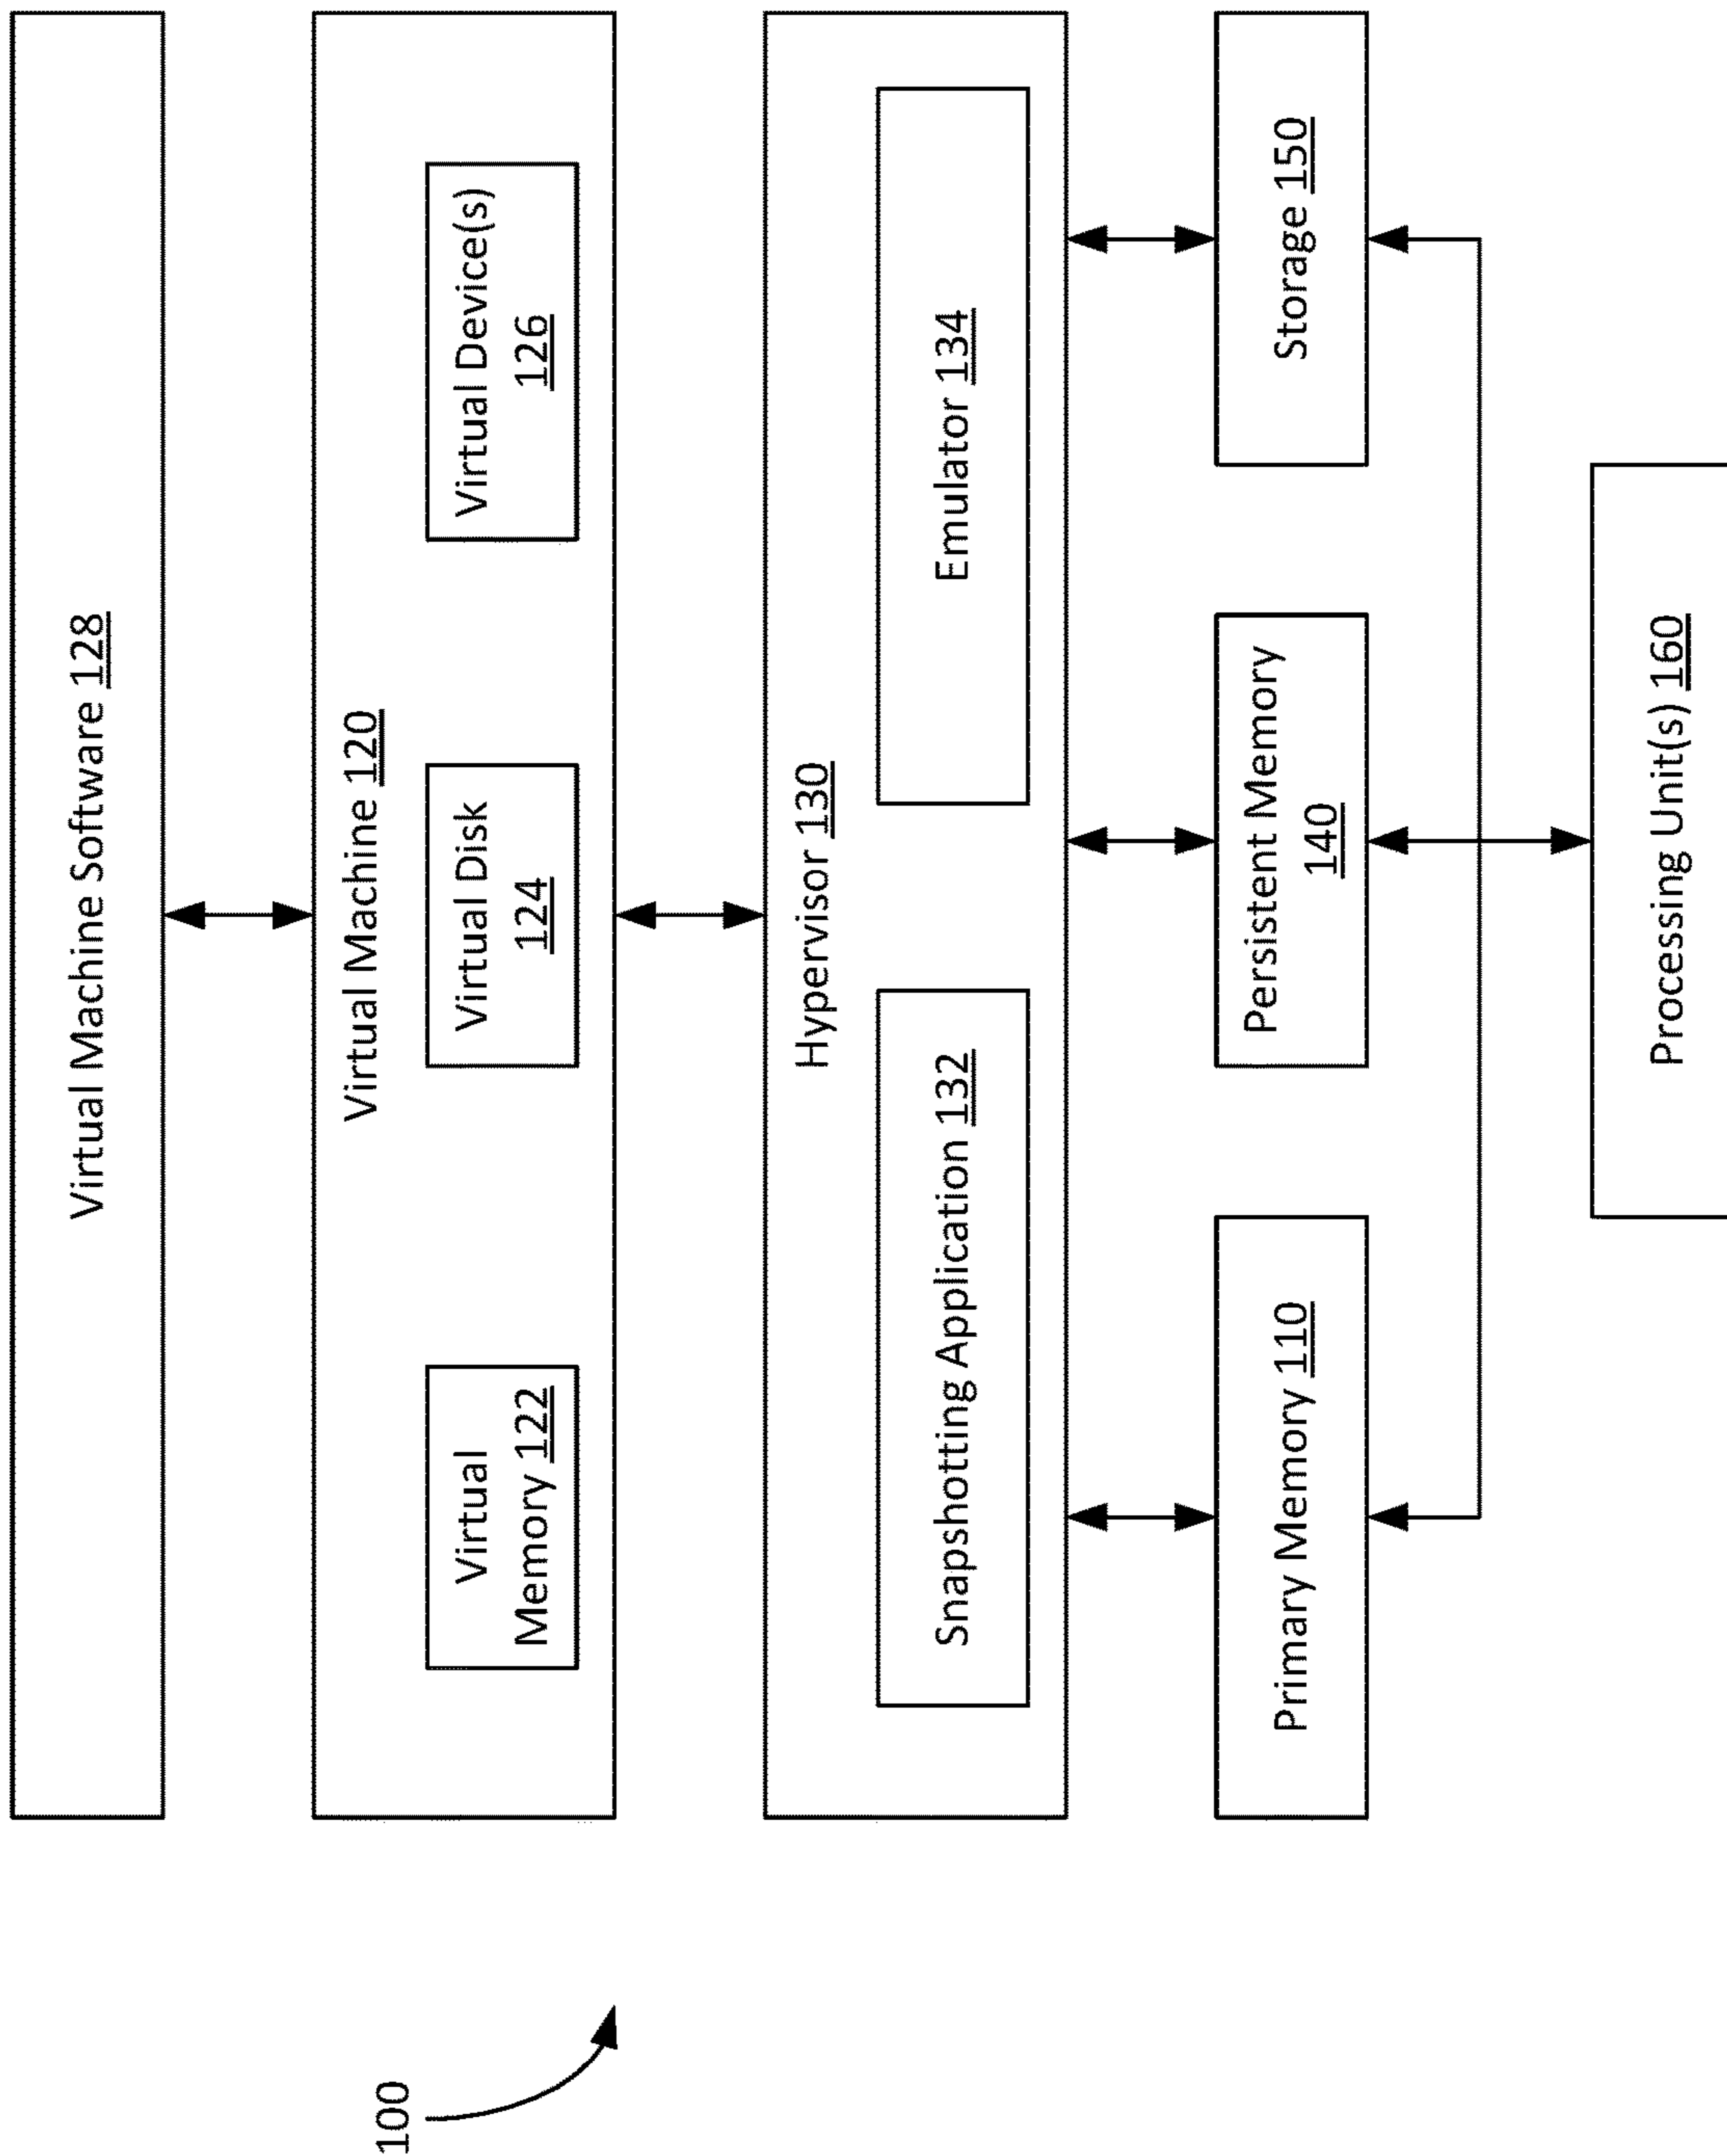 100
Virtual Machine Software 128
Virtual Machine 120
Virtual
Memory 122
Virtual Disk
124
Virtual Device(s)
126
Hypervisor 130
Snapshotting Application 132
Emulator 134
Primary Memory 110
Persistent Memory
140
Storage 150
Processing Unit(s) 160